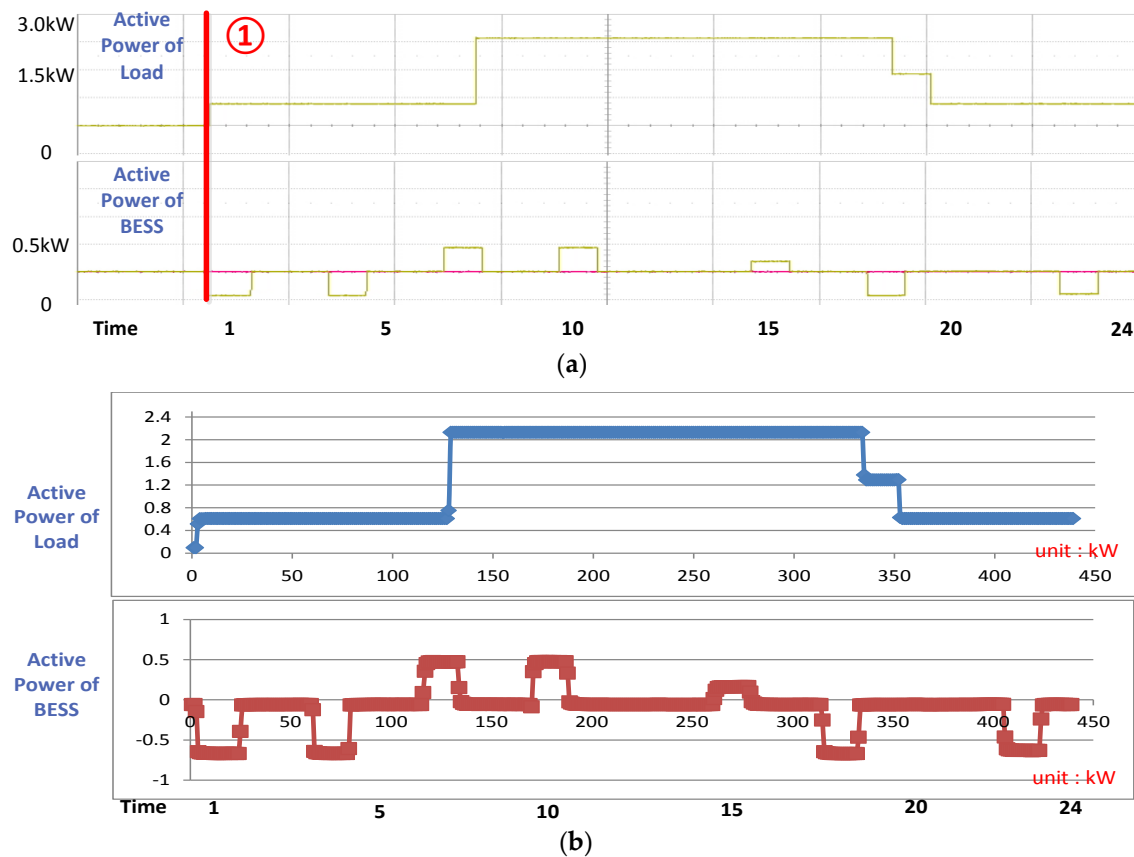 3.0kW
Active
Power of
Load
①
1.5kW
0
Active
Power of
BESS
0.5kW
0
Time 1 5 10 15 20 24
(a)
2.4
2
1.6
1.2
0.8
0.4
0
Active
Power of
Load
unit : kW
0 50 100 150 200 250 300 350 400 450
1
0.5
0
-0.5
-1
Active
Power of
BESS
0 50 100 150 200 250 300 350 400 450
unit : kW
Time 1 5 10 15 20 24
(b)